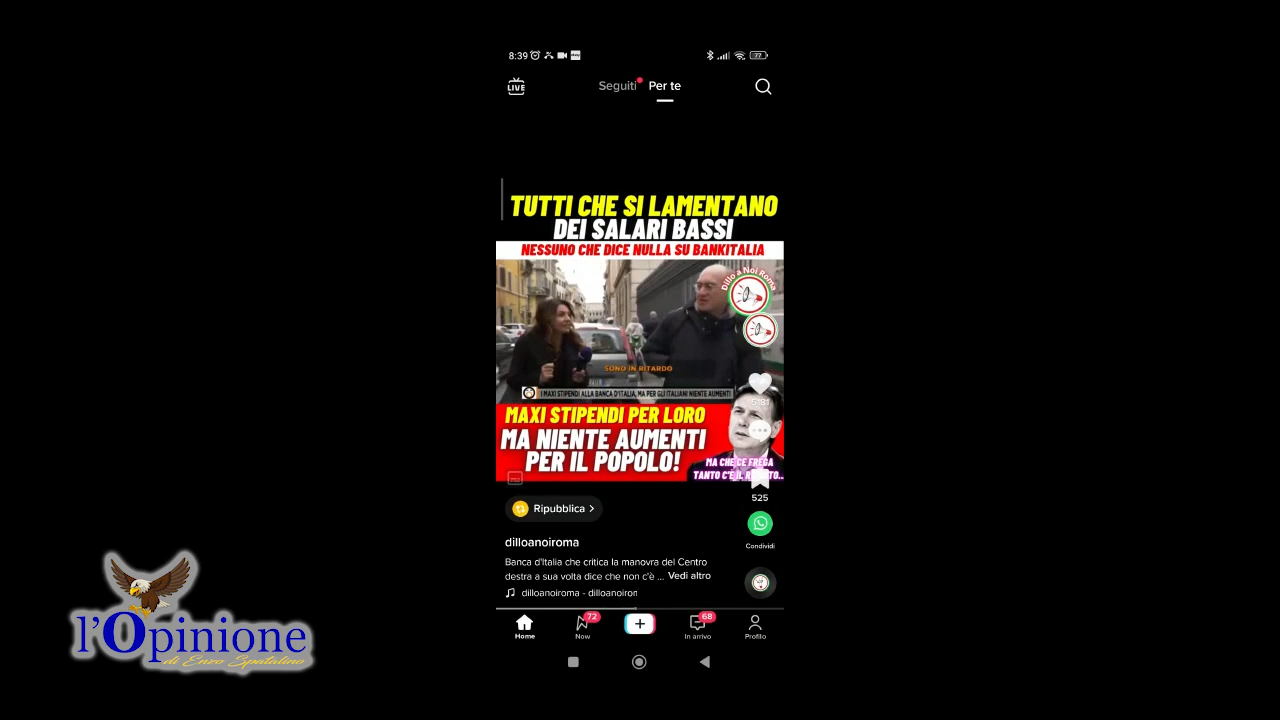 8:39
LIVE
Seguiti Per te
TUTTI CHE SI LAMENTANO
DEI SALARI BASSI
NESSUNO CHE DICE NULLA SU BANKITALIA
Dillo a Noi Roma
SONO IN RITARDO
I MAXI STIPENDI ALLA BANCA D'ITALIA, MA PER GLI ITALIANI NIENTE AUMENTI
MAXI STIPENDI PER LORO
MA NIENTE AUMENTI
PER IL POPOLO!
MA CHE CE FREGA
TANTO C'È IL
525
Ripubblica >
Condividi
dilloanoiroma
Banca d'Italia che critica la manovra del Centro
destra a sua volta dice che non c'è ... Vedi altro
dilloanoiroma - dilloanoirom
72
68
Home
Now
In arrivo
Profilo
l'Opinione
di Enzo Spatalino